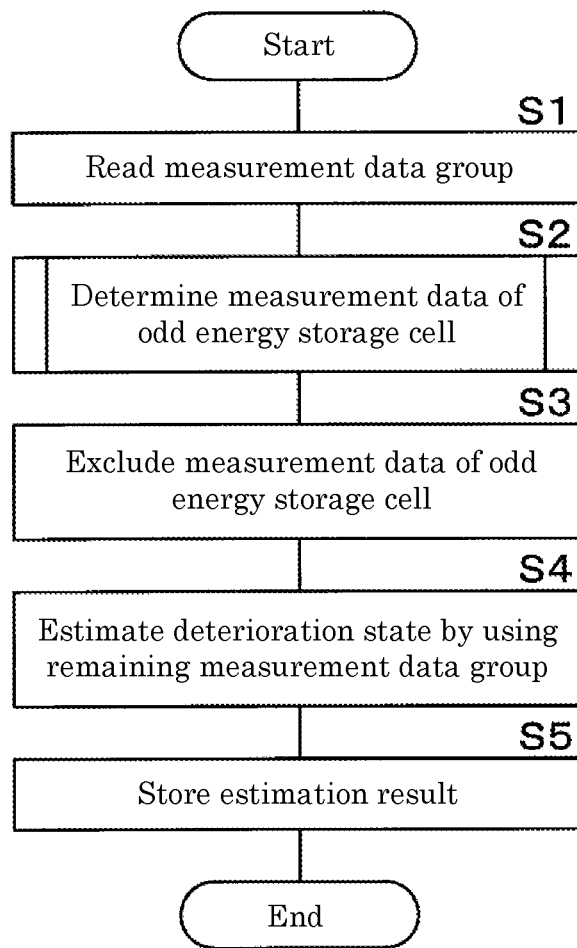 Start
S1
Read measurement data group
S2
Determine measurement data of
odd energy storage cell
S3
Exclude measurement data of odd
energy storage cell
S4
Estimate deterioration state by using
remaining measurement data group
S5
Store estimation result
End